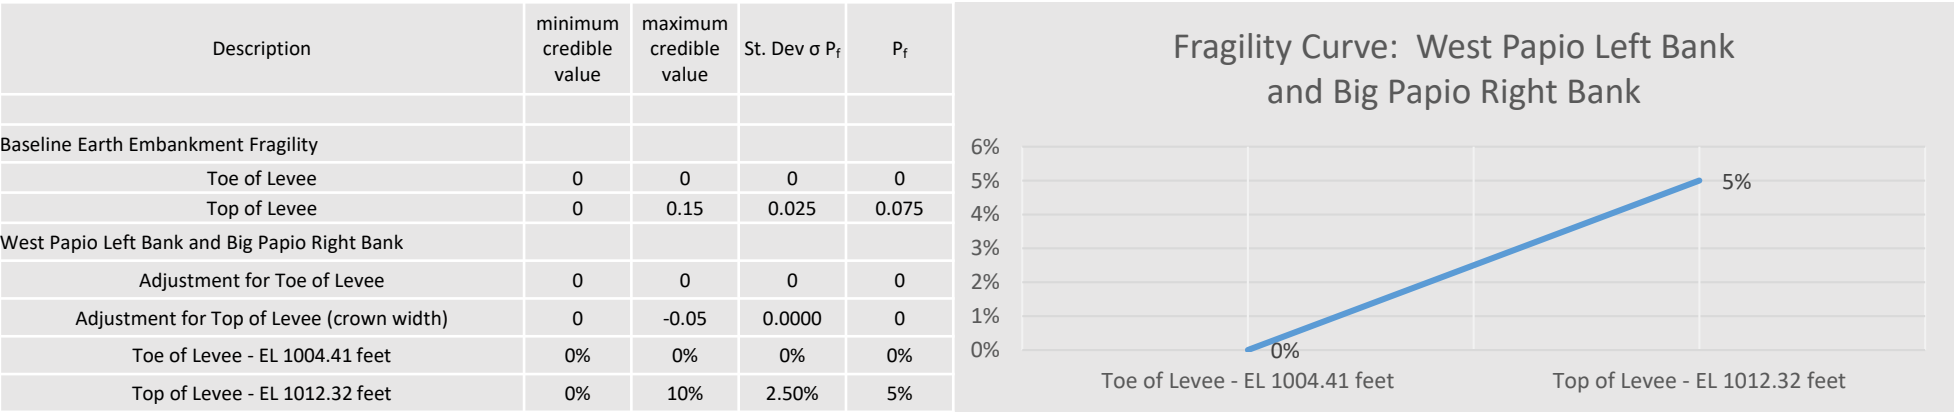 Description minimum credible value maximum credible value St. Dev σ Pf Pf
Baseline Earth Embankment Fragility
Toe of Levee 0 0 0 0
Top of Levee 0 0.15 0.025 0.075
West Papio Left Bank and Big Papio Right Bank
Adjustment for Toe of Levee 0 0 0 0
Adjustment for Top of Levee (crown width) 0 -0.05 0.0000 0
Toe of Levee - EL 1004.41 feet 0% 0% 0% 0%
Top of Levee - EL 1012.32 feet 0% 10% 2.50% 5%
Fragility Curve: West Papio Left Bank
and Big Papio Right Bank
6%
5%
4%
3%
2%
1%
0%
5%
0%
Toe of Levee - EL 1004.41 feet Top of Levee - EL 1012.32 feet